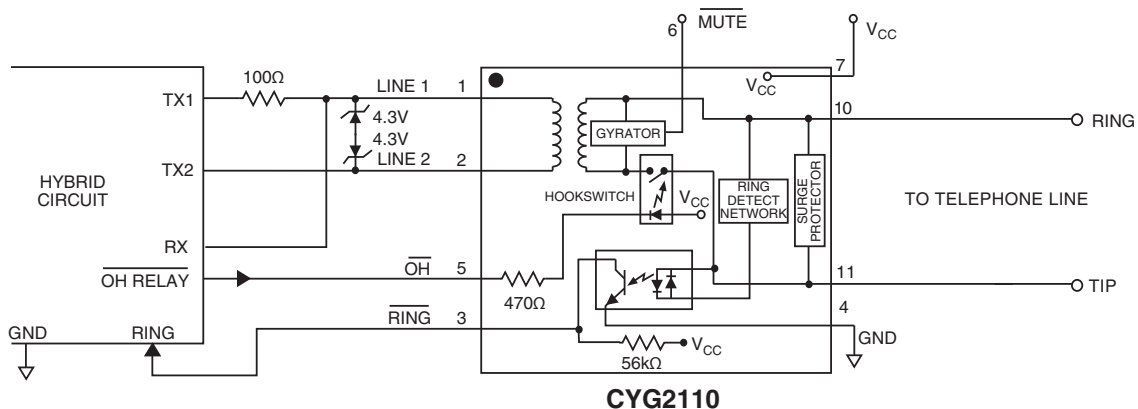 MUTE
6
VCC
7
VCC
100Ω
TX1
LINE 1
1
10
4.3V
4.3V
GYRATOR
RING
TX2
LINE 2
2
HYBRID
CIRCUIT
HOOKSWITCH
VCC
RING
DETECT
NETWORK
SURGE
PROTECTOR
TO TELEPHONE LINE
RX
OH RELAY
OH
5
470Ω
11
TIP
4
GND
RING
RING
3
GND
56kΩ
VCC
CYG2110